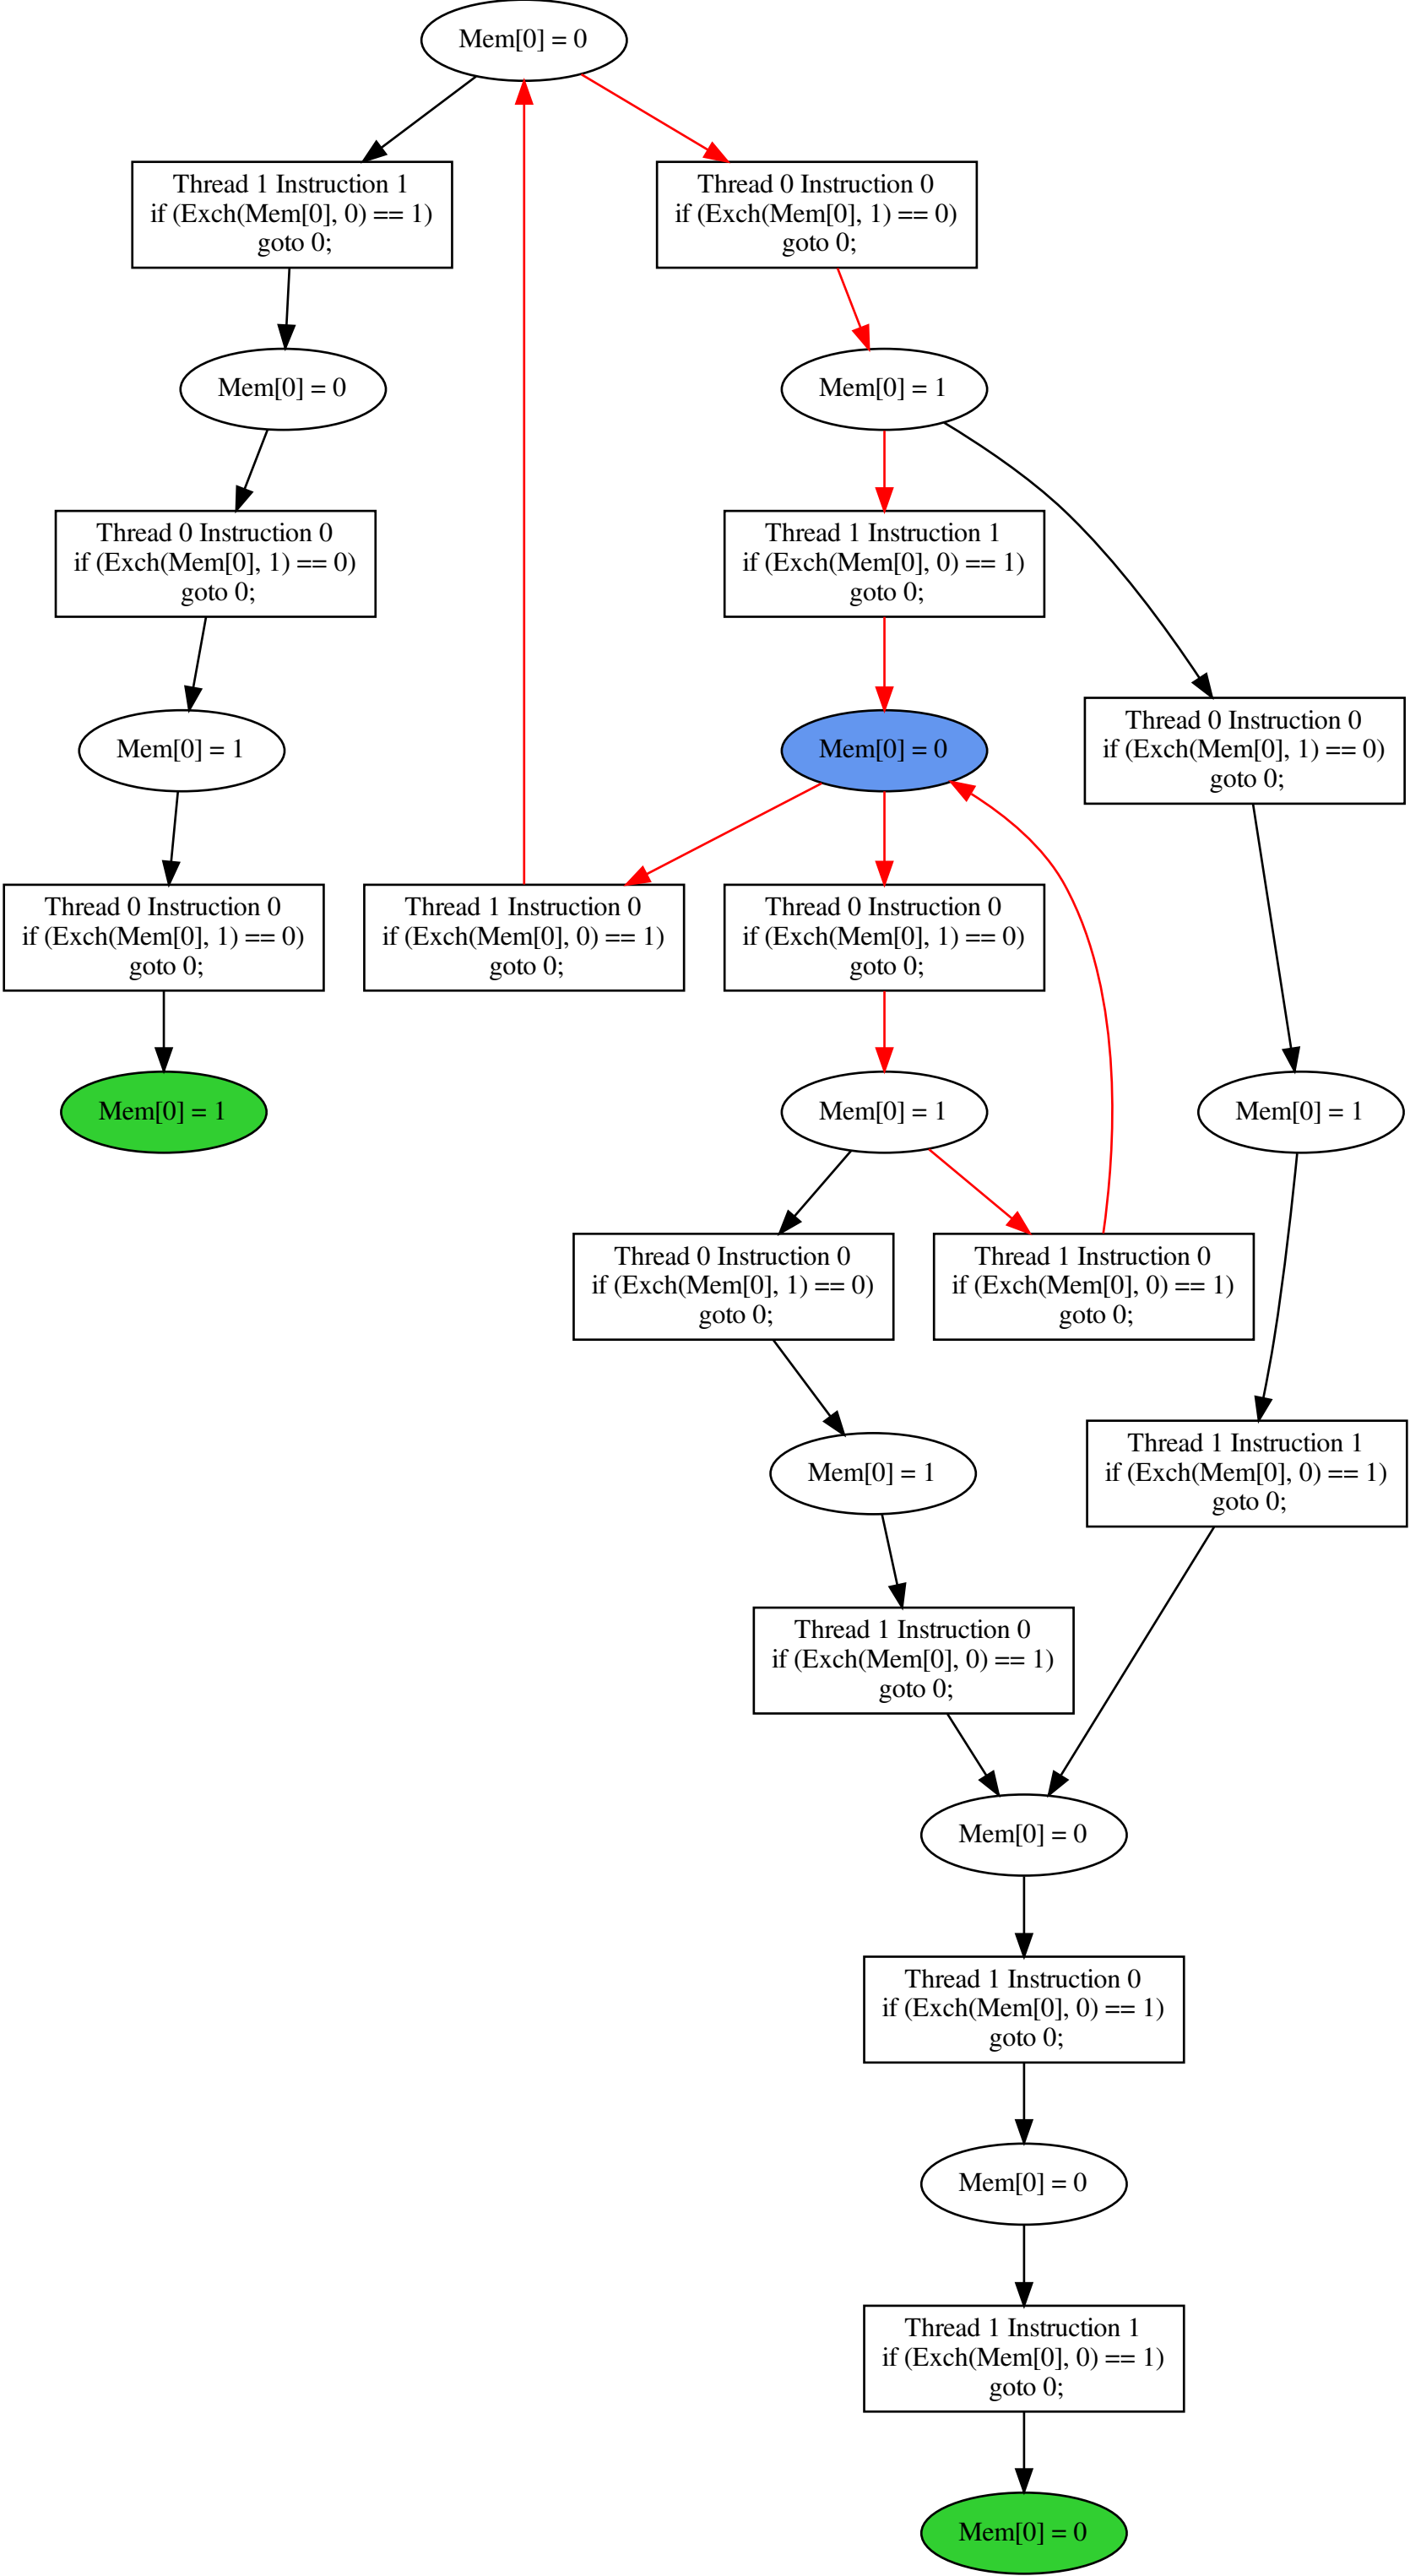 Mem[0] = 0
Thread 1 Instruction 1
if (Exch(Mem[0], 0) == 1)
goto 0;
Thread 0 Instruction 0
if (Exch(Mem[0], 1) == 0)
goto 0;
Mem[0] = 0
Mem[0] = 1
Thread 0 Instruction 0
if (Exch(Mem[0], 1) == 0)
goto 0;
Thread 1 Instruction 1
if (Exch(Mem[0], 0) == 1)
goto 0;
Mem[0] = 1
Mem[0] = 0
Thread 0 Instruction 0
if (Exch(Mem[0], 1) == 0)
goto 0;
Thread 0 Instruction 0
if (Exch(Mem[0], 1) == 0)
goto 0;
Thread 1 Instruction 0
if (Exch(Mem[0], 0) == 1)
goto 0;
Thread 0 Instruction 0
if (Exch(Mem[0], 1) == 0)
goto 0;
Mem[0] = 1
Mem[0] = 1
Mem[0] = 1
Thread 0 Instruction 0
if (Exch(Mem[0], 1) == 0)
goto 0;
Thread 1 Instruction 0
if (Exch(Mem[0], 0) == 1)
goto 0;
Mem[0] = 1
Thread 1 Instruction 1
if (Exch(Mem[0], 0) == 1)
goto 0;
Thread 1 Instruction 0
if (Exch(Mem[0], 0) == 1)
goto 0;
Mem[0] = 0
Thread 1 Instruction 0
if (Exch(Mem[0], 0) == 1)
goto 0;
Mem[0] = 0
Thread 1 Instruction 1
if (Exch(Mem[0], 0) == 1)
goto 0;
Mem[0] = 0